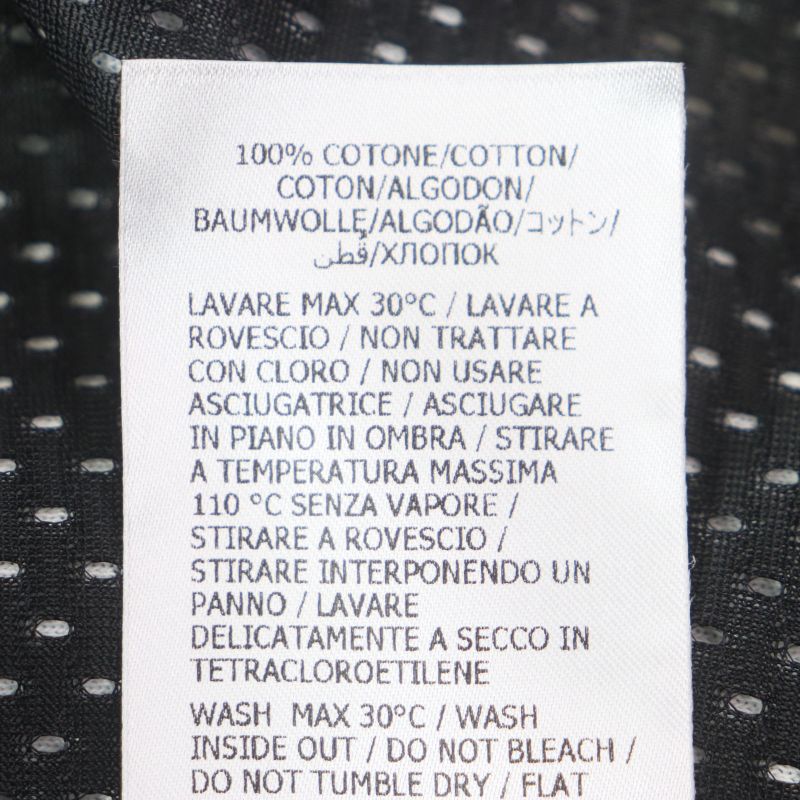 100% COTONE/COTTON/
COTON/ALGODON/
BAUMWOLLE/ALGODÃO/コットン/
قطن/ХЛОПОК
LAVARE MAX 30°C / LAVARE A
ROVESCIO / NON TRATTARE
CON CLORO / NON USARE
ASCIUGATRICE / ASCIUGARE
IN PIANO IN OMBRA / STIRARE
A TEMPERATURA MASSIMA
110 °C SENZA VAPORE /
STIRARE A ROVESCIO /
STIRARE INTERPONENDO UN
PANNO / LAVARE
DELICATAMENTE A SECCO IN
TETRACLOROETILENE
WASH MAX 30°C / WASH
INSIDE OUT / DO NOT BLEACH /
DO NOT TUMBLE DRY / FLAT